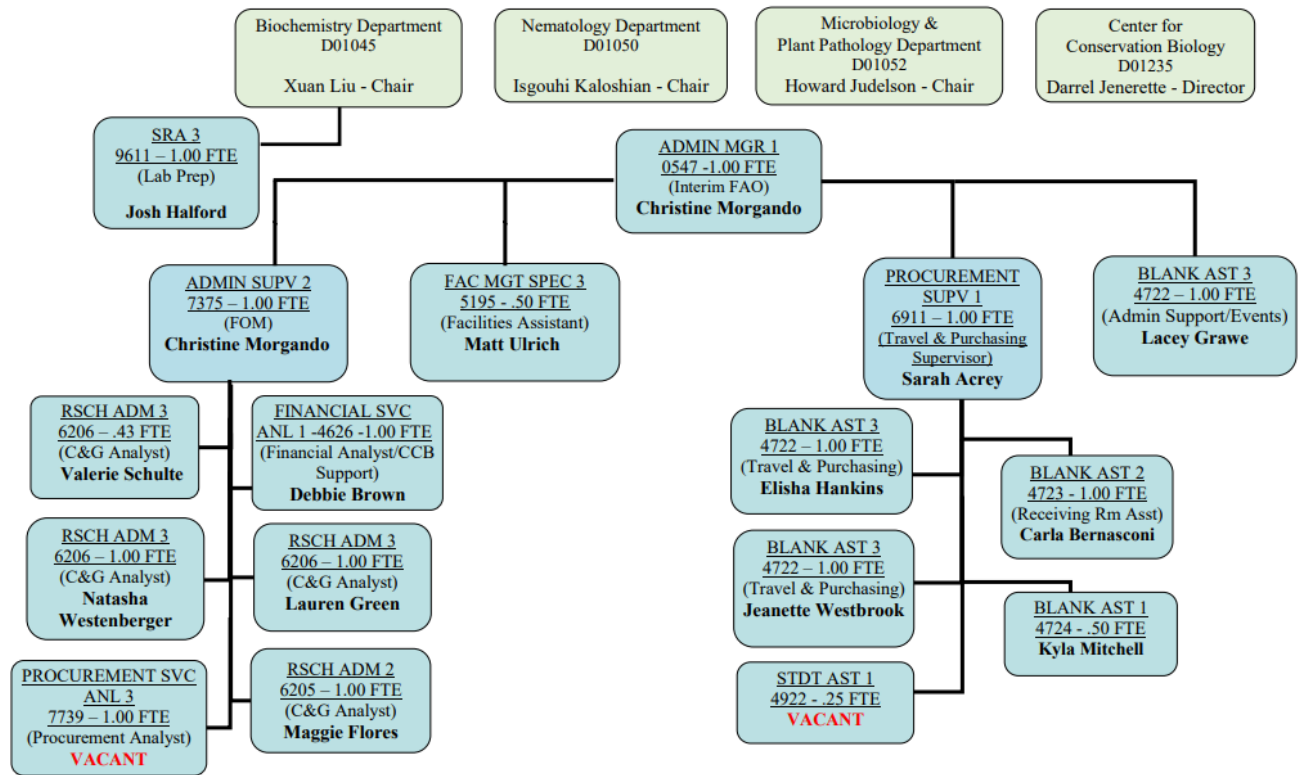 Biochemistry Department
D01045
Xuan Liu - Chair
Nematology Department
D01050
Isgouhi Kaloshian - Chair
Microbiology &
Plant Pathology Department
D01052
Howard Judelson - Chair
Center for
Conservation Biology
D01235
Darrel Jenerette - Director
SRA 3
9611 – 1.00 FTE
(Lab Prep)
Josh Halford
ADMIN MGR 1
0547 -1.00 FTE
(Interim FAO)
Christine Morgando
ADMIN SUPV 2
7375 – 1.00 FTE
(FOM)
Christine Morgando
FAC MGT SPEC 3
5195 - .50 FTE
(Facilities Assistant)
Matt Ulrich
PROCUREMENT
SUPV 1
6911 – 1.00 FTE
(Travel & Purchasing
Supervisor)
Sarah Acrey
BLANK AST 3
4722 – 1.00 FTE
(Admin Support/Events)
Lacey Grawe
RSCH ADM 3
6206 – .43 FTE
(C&G Analyst)
Valerie Schulte
FINANCIAL SVC
ANL 1 -4626 -1.00 FTE
(Financial Analyst/CCB
Support)
Debbie Brown
RSCH ADM 3
6206 – 1.00 FTE
(C&G Analyst)
Natasha
Westenberger
RSCH ADM 3
6206 – 1.00 FTE
(C&G Analyst)
Lauren Green
PROCUREMENT SVC
ANL 3
7739 – 1.00 FTE
(Procurement Analyst)
VACANT
RSCH ADM 2
6205 – 1.00 FTE
(C&G Analyst)
Maggie Flores
BLANK AST 3
4722 – 1.00 FTE
(Travel & Purchasing)
Elisha Hankins
BLANK AST 2
4723 - 1.00 FTE
(Receiving Rm Asst)
Carla Bernasconi
BLANK AST 3
4722 – 1.00 FTE
(Travel & Purchasing)
Jeanette Westbrook
BLANK AST 1
4724 - .50 FTE
Kyla Mitchell
STDT AST 1
4922 - .25 FTE
VACANT